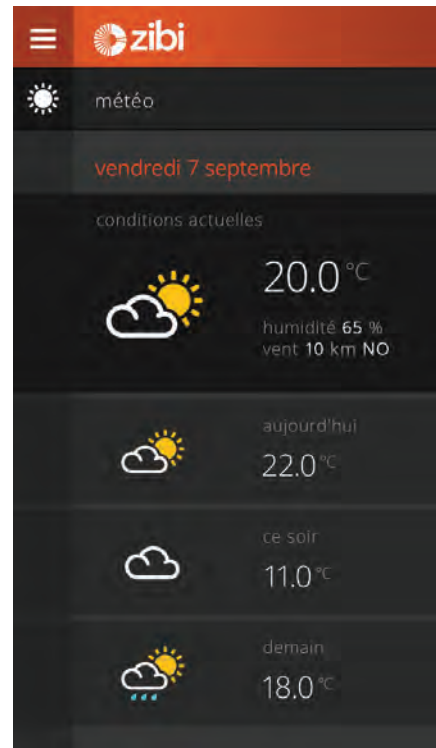 zibi
météo
vendredi 7 septembre
conditions actuelles
20.0 °C
humidité 65 %
vent 10 km NO
aujourd'hui
22.0 °C
ce soir
11.0 °C
demain
18.0 °C